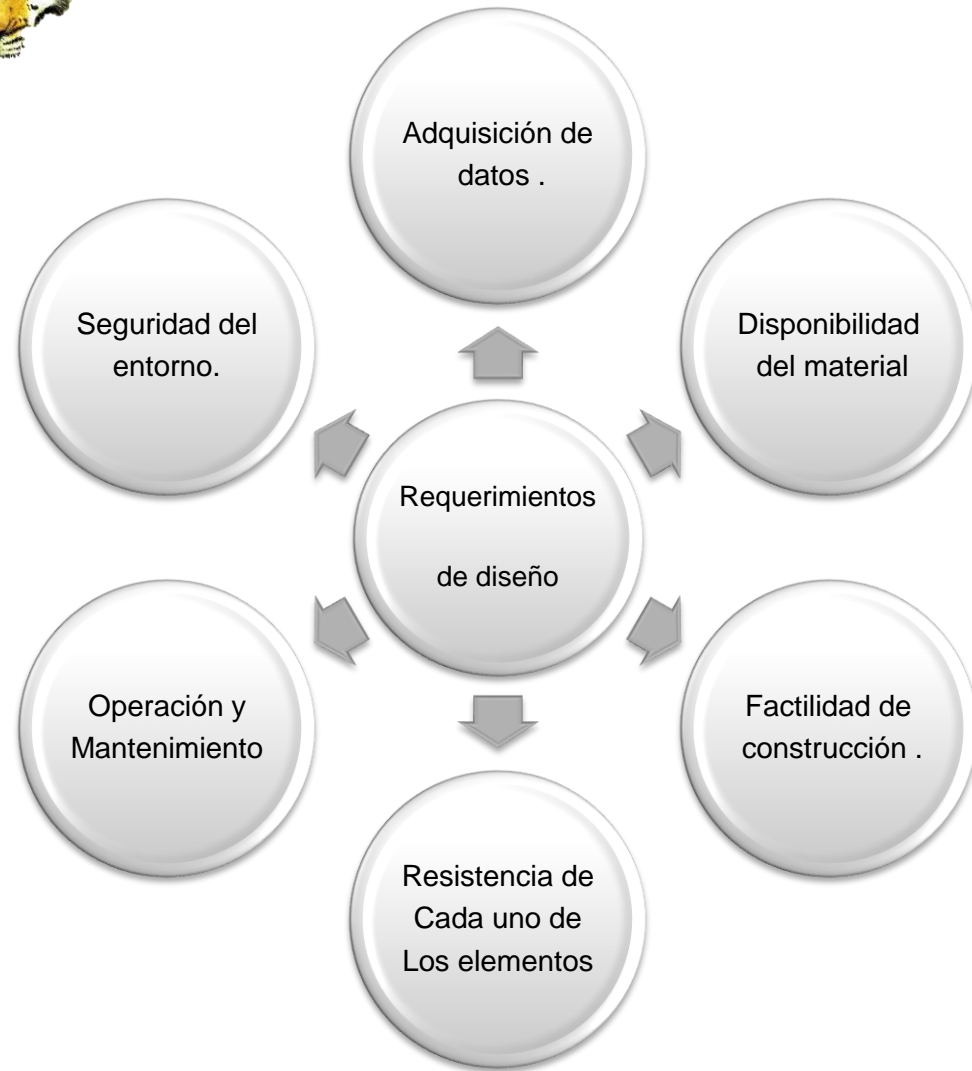 Adquisición de
datos .
Seguridad del
entorno.
Disponibilidad
del material
Requerimientos
de diseño
Operación y
Mantenimiento
Factilidad de
construcción .
Resistencia de
Cada uno de
Los elementos